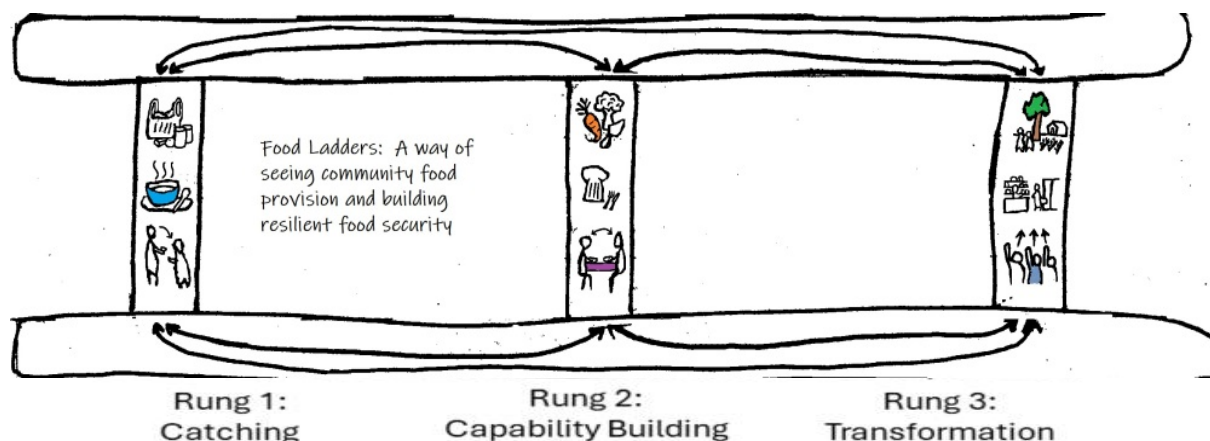 Food Ladders: A way of
seeing community food
provision and building
resilient food security
Rung 1:
Catching
Rung 2:
Capability Building
Rung 3:
Transformation